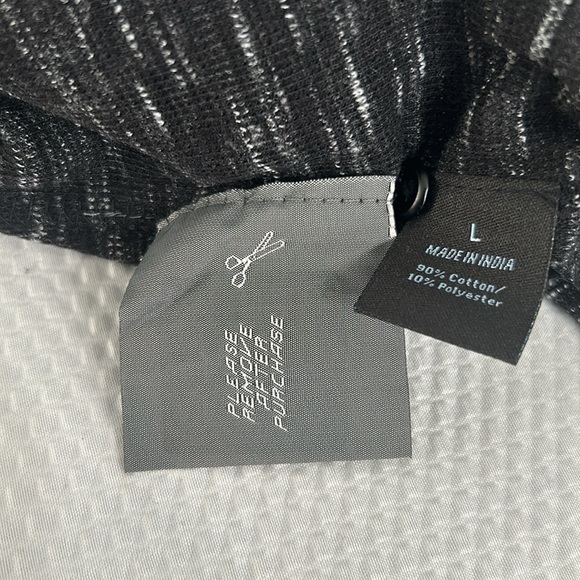 PLEASE
REMOVE
AFTER
PURCHASE
L
MADE IN INDIA
90% Cotton/
10% Polyester